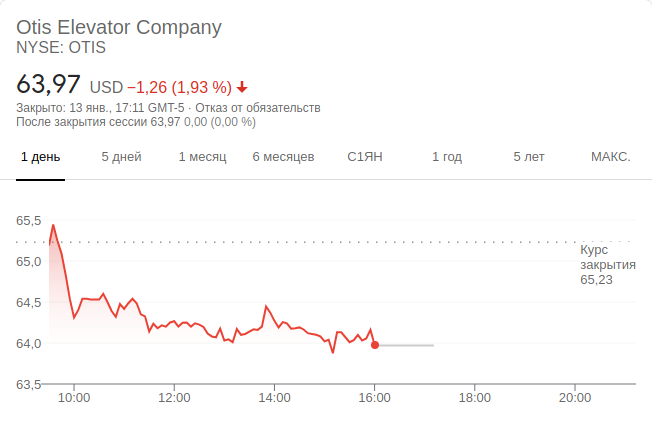 Otis Elevator Company
NYSE: OTIS
63,97 USD −1,26 (1,93 %)
Закрыто: 13 янв., 17:11 GMT-5 · Отказ от обязательств
После закрытия сессии 63,97 0,00 (0,00 %)
1 день 5 дней 1 месяц 6 месяцев С1ЯН 1 год 5 лет МАКС.
65,5
Курс
закрытия
65,23
65,0
64,5
64,0
63,5
10:00 12:00 14:00 16:00 18:00 20:00